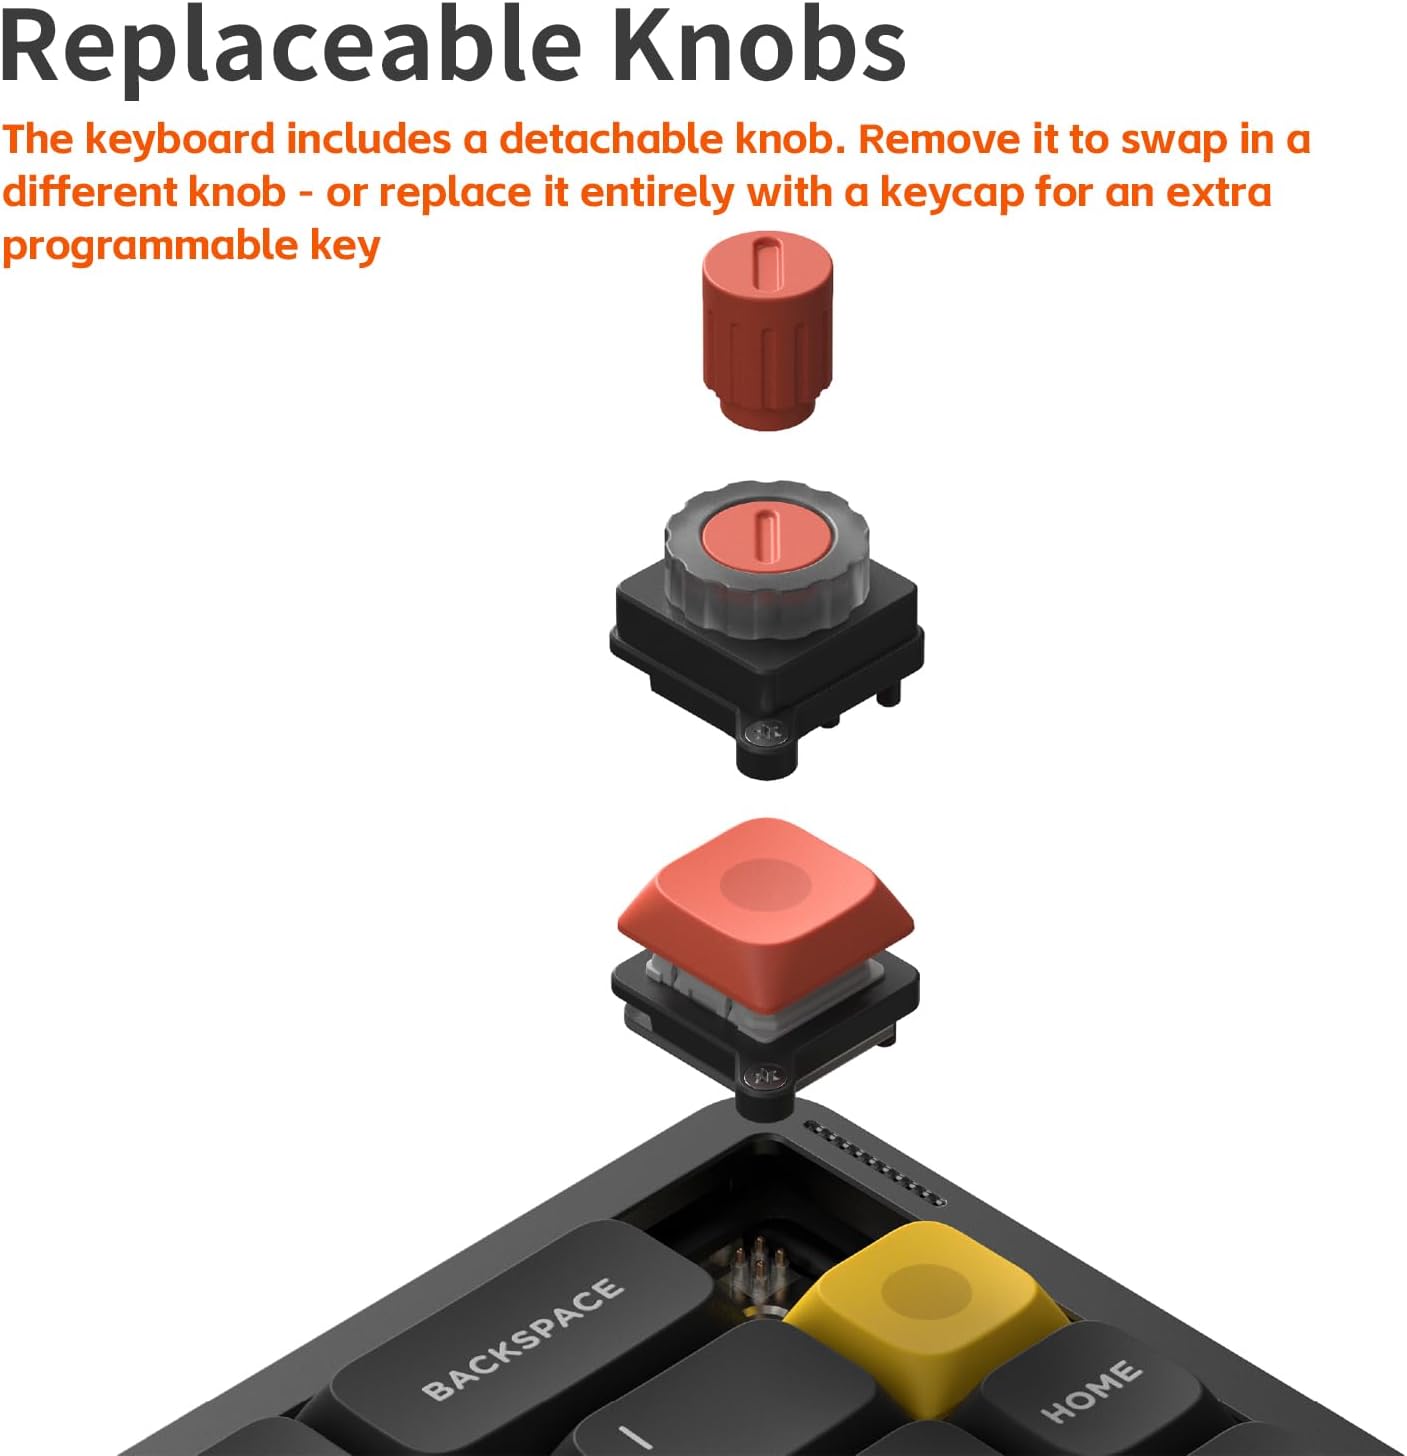 Replaceable Knobs
The keyboard includes a detachable knob. Remove it to swap in a
different knob - or replace it entirely with a keycap for an extra
programmable key
BACKSPACE
HOME